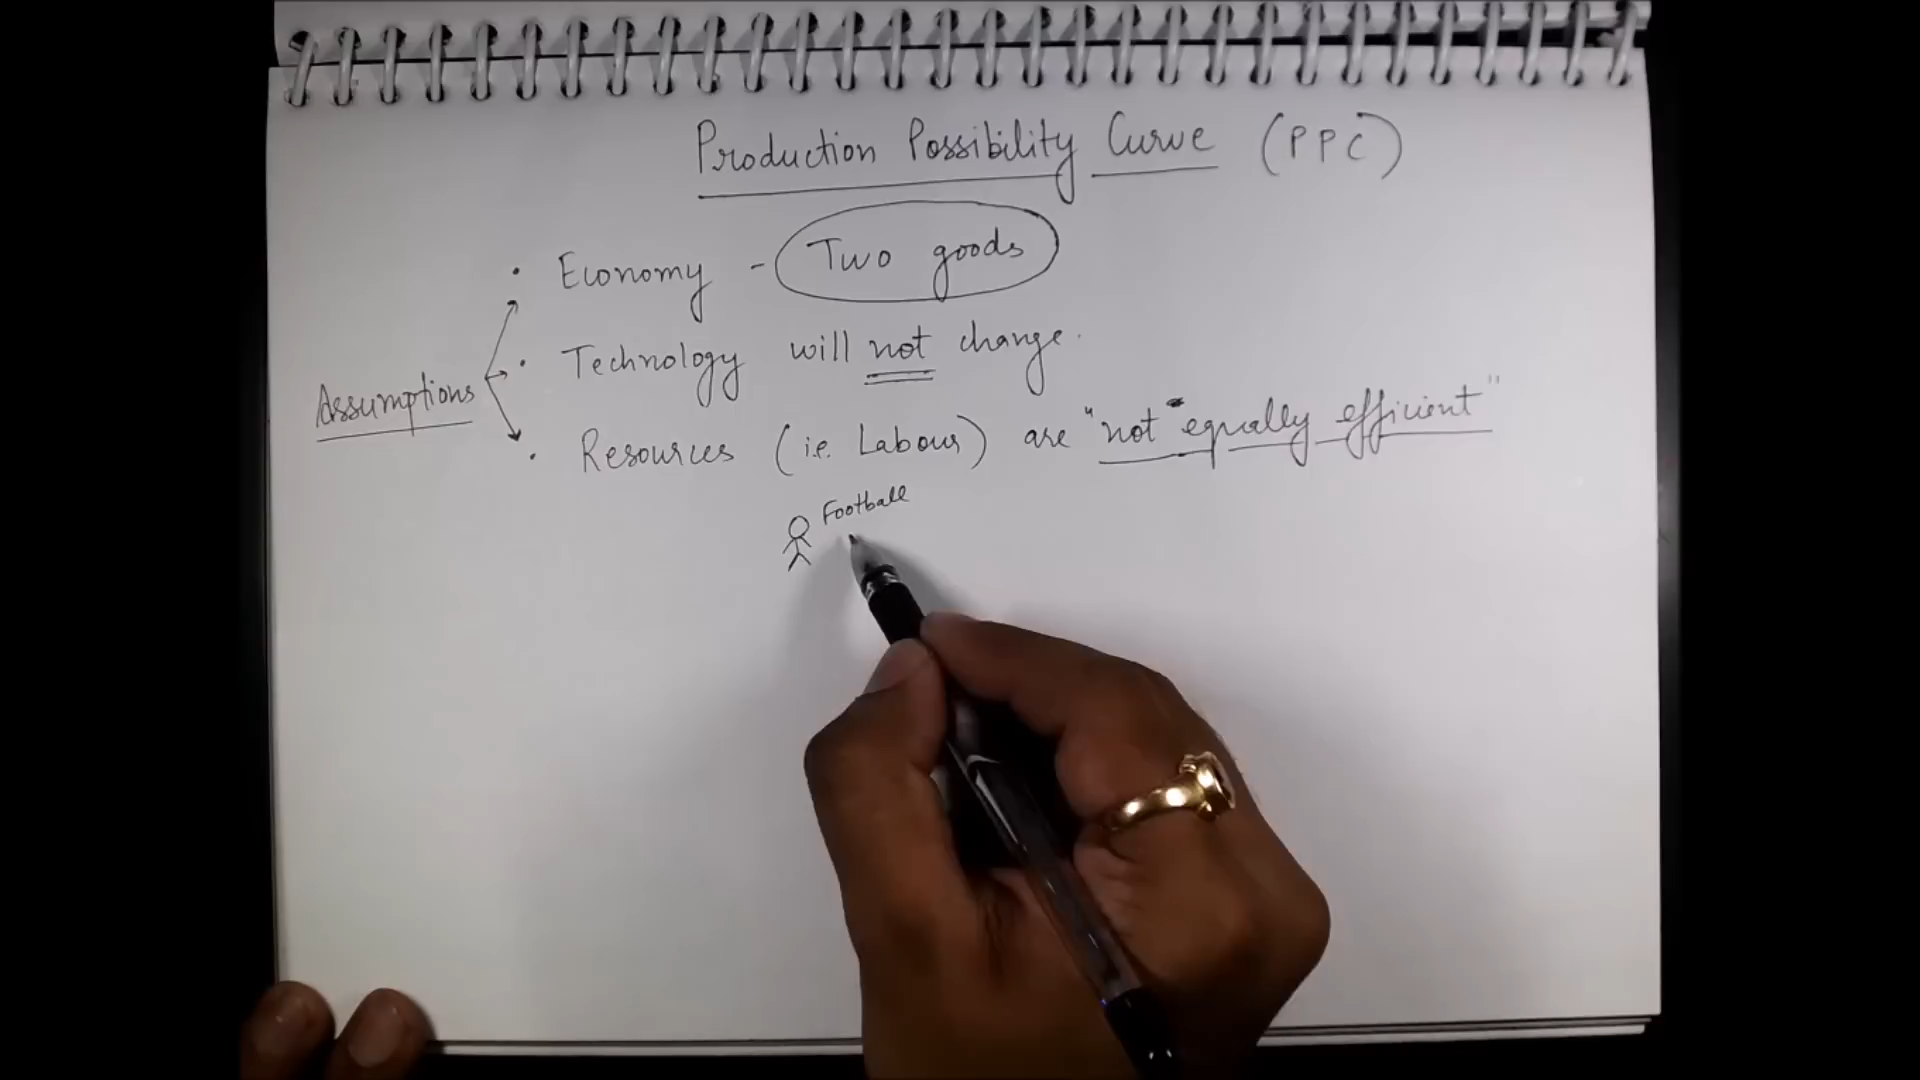 Production Possibility Curve (PPC)
• Economy - Two goods
• Technology will not change.
Assumptions
• Resources (i.e. Labour) are "not equally efficient"
Football